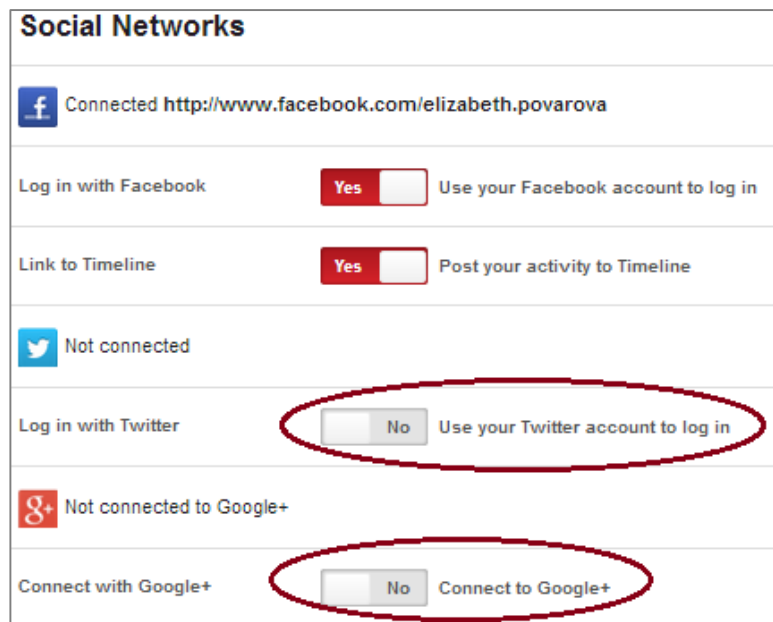 Social Networks
f Connected http://www.facebook.com/elizabeth.povarova
Log in with Facebook Yes Use your Facebook account to log in
Link to Timeline Yes Post your activity to Timeline
Not connected
Log in with Twitter No Use your Twitter account to log in
g+ Not connected to Google+
Connect with Google+ No Connect to Google+